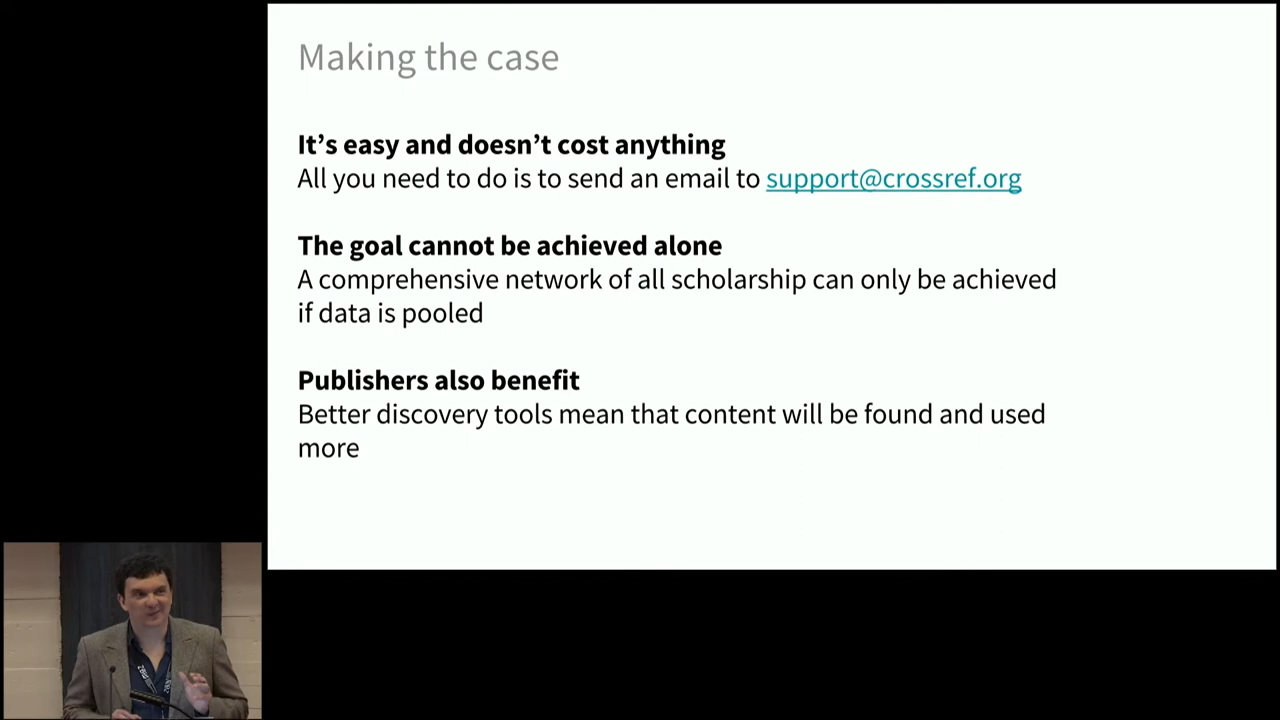 Making the case
It’s easy and doesn’t cost anything
All you need to do is to send an email to support@crossref.org
The goal cannot be achieved alone
A comprehensive network of all scholarship can only be achieved
if data is pooled
Publishers also benefit
Better discovery tools mean that content will be found and used
more